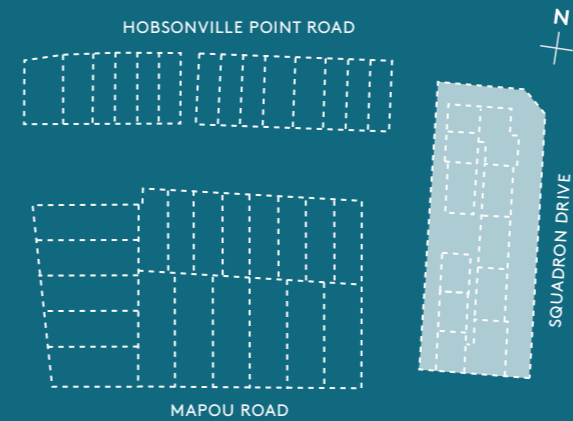 HOBSONVILLE POINT ROAD
N
SQUADRON DRIVE
MAPOU ROAD